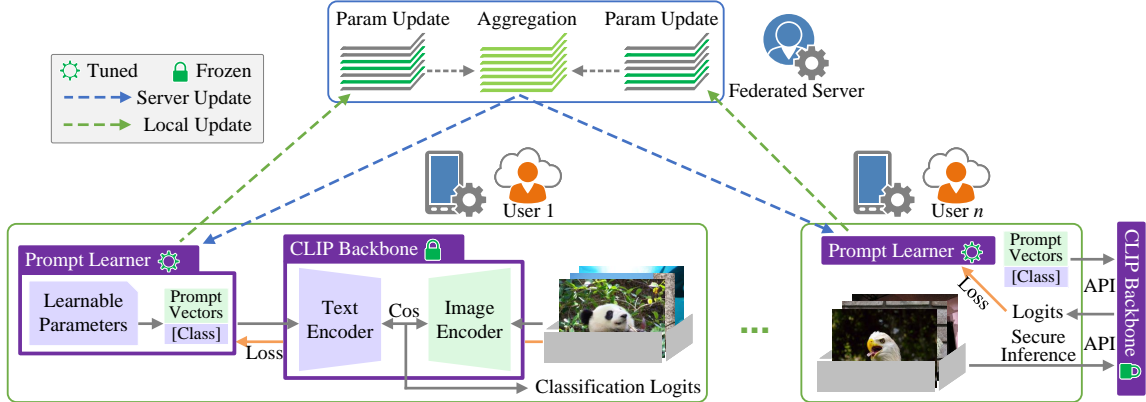 Param Update
Aggregation
Param Update
Tuned
Frozen
Server Update
Local Update
Federated Server
User 1
User n
Prompt Learner
CLIP Backbone
Learnable
Parameters
Prompt
Vectors
[Class]
Text
Encoder
Cos
Image
Encoder
Loss
Classification Logits
...
Prompt Learner
Prompt
Vectors
[Class]
Loss
API
Logits
Secure
Inference
API
CLIP Backbone